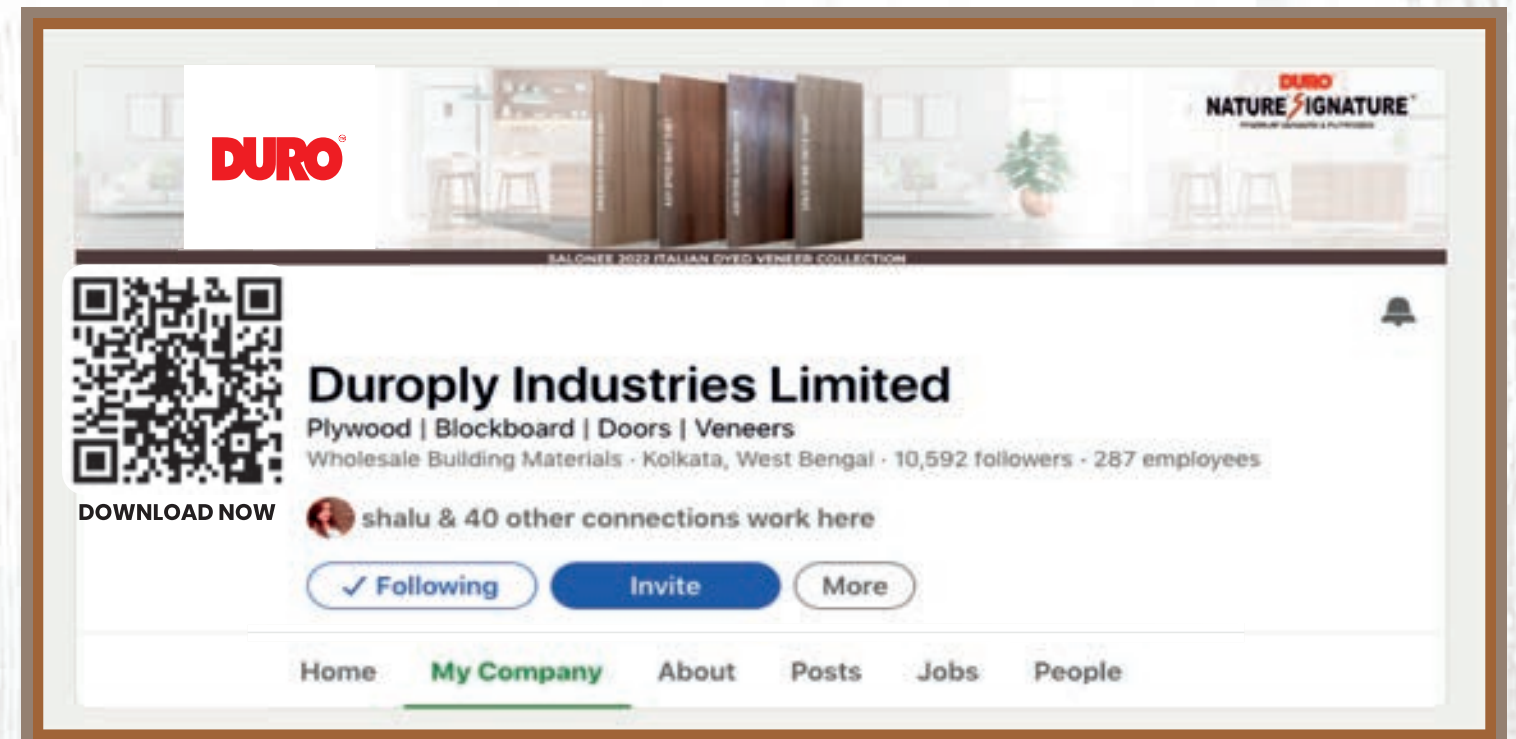 DURO
DURO
NATURE SIGNATURE
SALONEE 2022 ITALIAN DYED VENEER COLLECTION
Duroply Industries Limited
Plywood | Blockboard | Doors | Veneers
Wholesale Building Materials · Kolkata, West Bengal · 10,592 followers · 287 employees
DOWNLOAD NOW
shalu & 40 other connections work here
✓ Following Invite More
Home My Company About Posts Jobs People